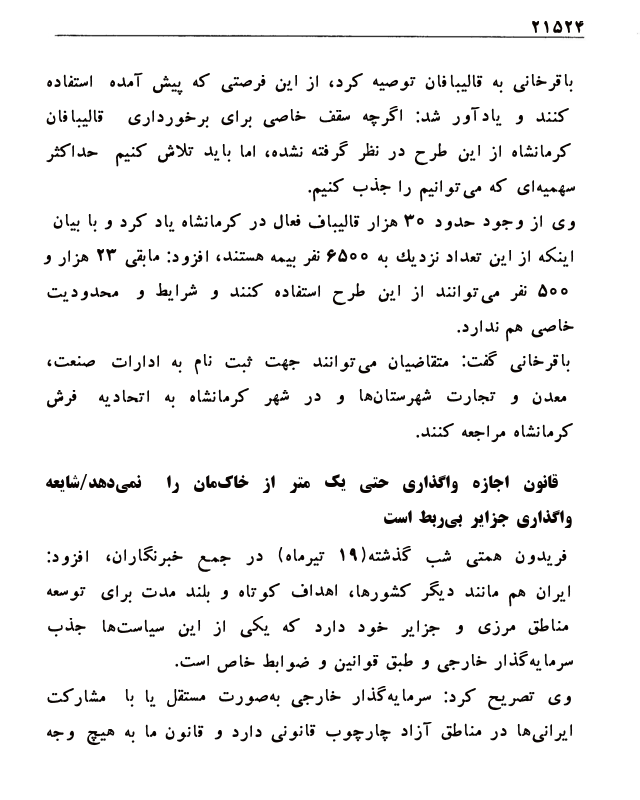 ۲۱۵۲۴
باقرخانی به قالیبافان توصیه کرد، از این فرصتی که پیش آمده استفاده
کنند و یادآور شد: اگرچه سقف خاصی برای برخورداری قالیبافان
کرمانشاه از این طرح در نظر گرفته نشده، اما باید تلاش کنیم حداکثر
سهمیه‌ای که می‌توانیم را جذب کنیم.
وی از وجود حدود ۳۰ هزار قالیباف فعال در کرمانشاه یاد کرد و با بیان
اینکه از این تعداد نزدیك به ۶۵۰۰ نفر بیمه هستند، افزود: مابقی ۲۳ هزار و
۵۰۰ نفر می‌توانند از این طرح استفاده کنند و شرایط و محدودیت
خاصی هم ندارد.
باقرخانی گفت: متقاضیان می‌توانند جهت ثبت نام به ادارات صنعت،
معدن و تجارت شهرستان‌ها و در شهر کرمانشاه به اتحادیه فرش
کرمانشاه مراجعه کنند.
قانون اجازه واگذاری حتی یک متر از خاک‌مان را نمی‌دهد/شایعه
واگذاری جزایر بی‌ربط است
فریدون همتی شب گذشته(۱۹ تیرماه) در جمع خبرنگاران، افزود:
ایران هم مانند دیگر کشورها، اهداف کوتاه و بلند مدت برای توسعه
مناطق مرزی و جزایر خود دارد که یکی از این سیاست‌ها جذب
سرمایه‌گذار خارجی و طبق قوانین و ضوابط خاص است.
وی تصریح کرد: سرمایه‌گذار خارجی به‌صورت مستقل یا با مشارکت
ایرانی‌ها در مناطق آزاد چارچوب قانونی دارد و قانون ما به هیچ وجه